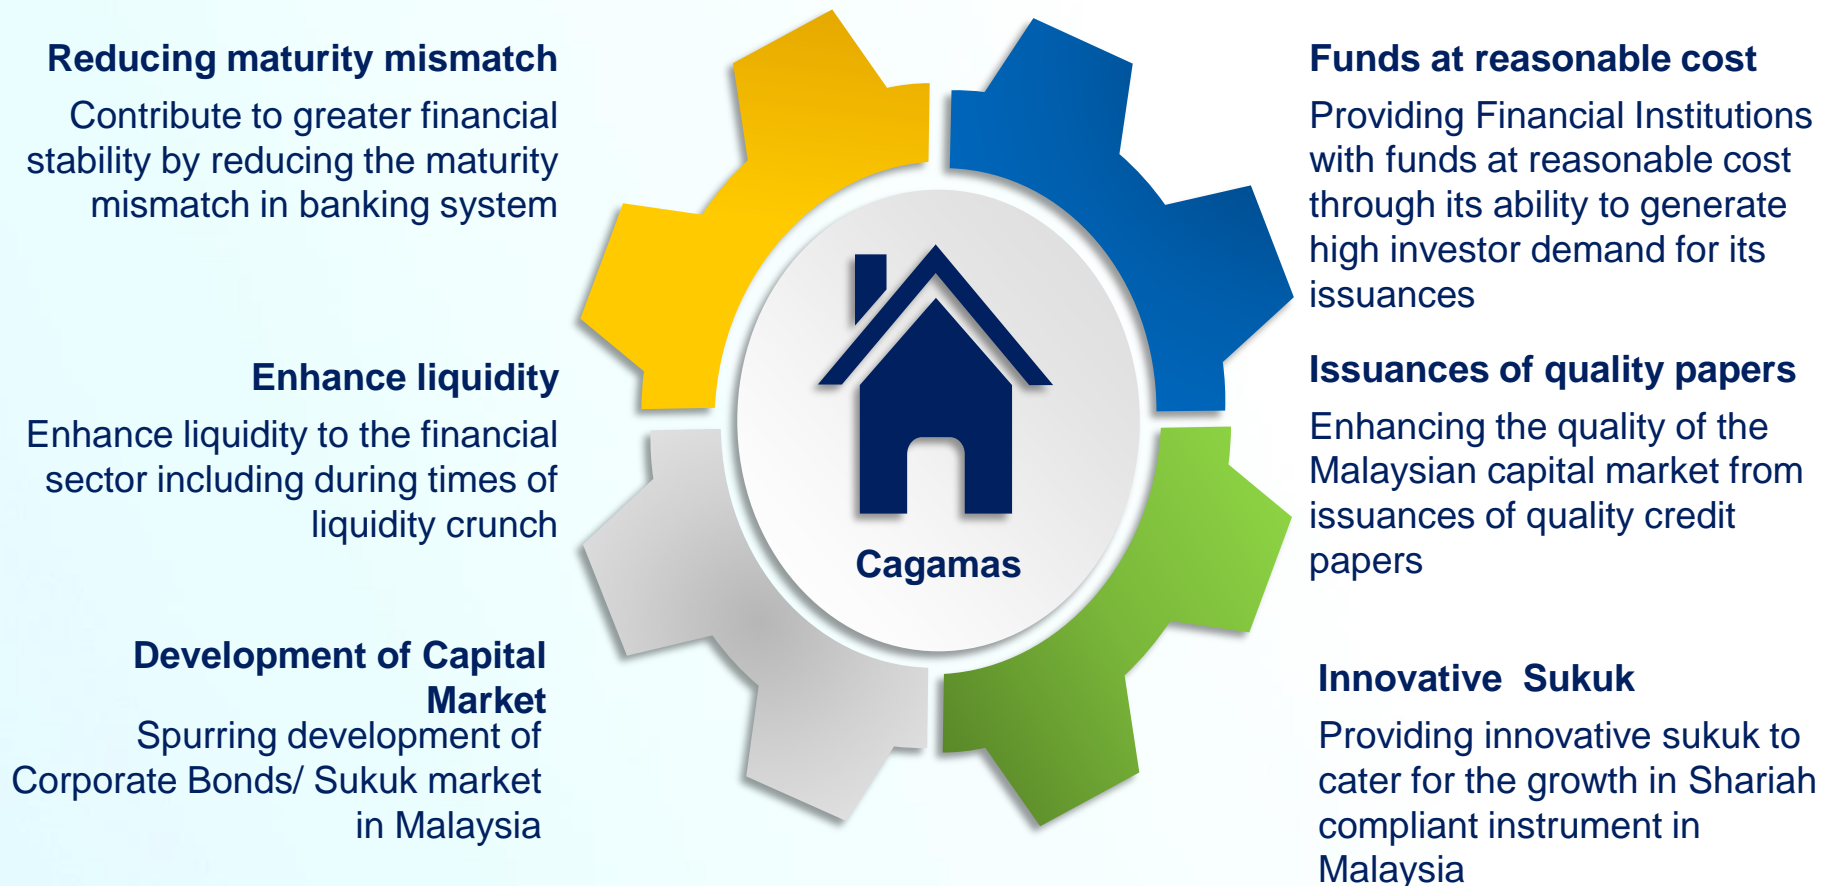 Reducing maturity mismatch
Contribute to greater financial
stability by reducing the maturity
mismatch in banking system
Enhance liquidity
Enhance liquidity to the financial
sector including during times of
liquidity crunch
Development of Capital
Market
Spurring development of
Corporate Bonds/ Sukuk market
in Malaysia
Cagamas
Funds at reasonable cost
Providing Financial Institutions
with funds at reasonable cost
through its ability to generate
high investor demand for its
issuances
Issuances of quality papers
Enhancing the quality of the
Malaysian capital market from
issuances of quality credit
papers
Innovative  Sukuk
Providing innovative sukuk to
cater for the growth in Shariah
compliant instrument in
Malaysia